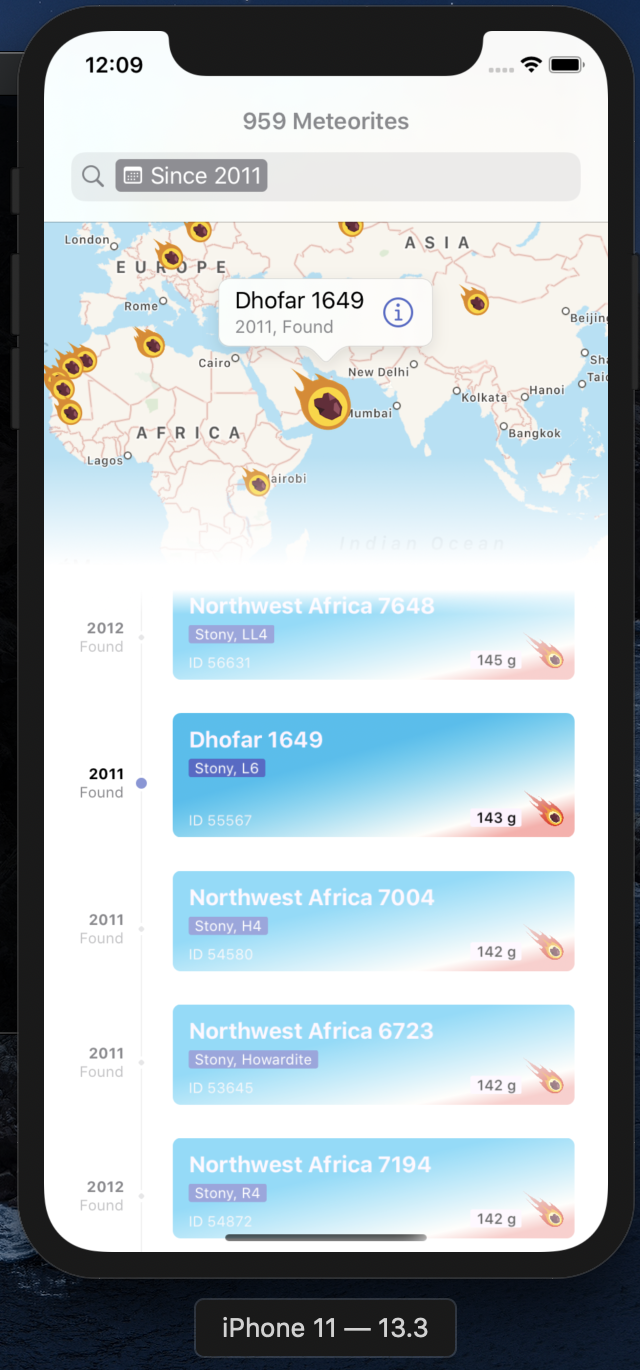 12:09
959 Meteorites
Since 2011
London
EUROPE
ASIA
Rome
Dhofar 1649
2011, Found
Beijing
Cairo
New Delhi
Kolkata
Hanoi
Mumbai
AFRICA
Bangkok
Lagos
Nairobi
Indian Ocean
Northwest Africa 7648
2012
Found
Stony, LL4
ID 56631
145 g
Dhofar 1649
2011
Found
Stony, L6
ID 55567
143 g
Northwest Africa 7004
2011
Found
Stony, H4
ID 54580
142 g
Northwest Africa 6723
2011
Found
Stony, Howardite
ID 53645
142 g
Northwest Africa 7194
2012
Found
Stony, R4
ID 54872
142 g
iPhone 11 — 13.3